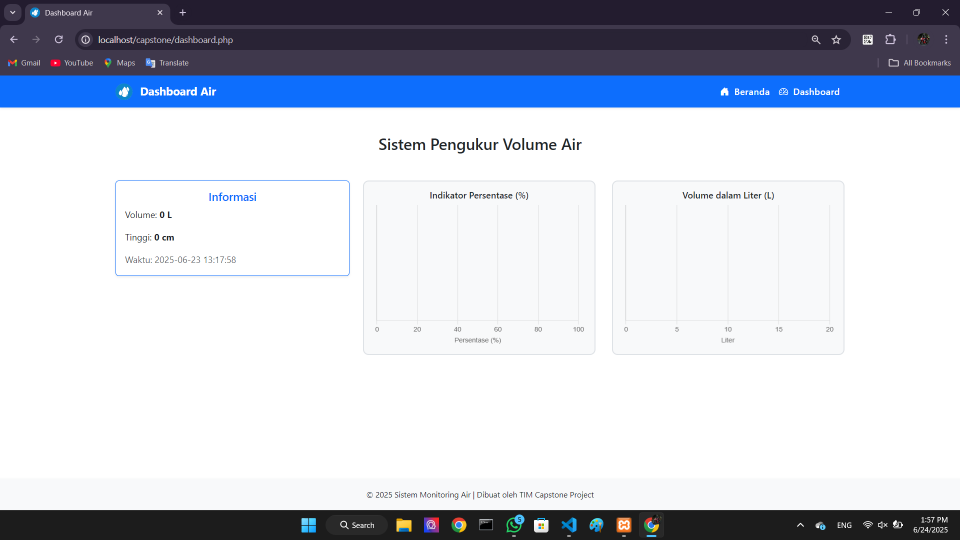 Dashboard Air
localhost/capstone/dashboard.php
Gmail
YouTube
Maps
Translate
All Bookmarks
Dashboard Air
Beranda
Dashboard
Sistem Pengukur Volume Air
Informasi
Volume: 0 L
Tinggi: 0 cm
Waktu: 2025-06-23 13:17:58
Indikator Persentase (%)
0 20 40 60 80 100
Persentase (%)
Volume dalam Liter (L)
0 5 10 15 20
Liter
© 2025 Sistem Monitoring Air | Dibuat oleh TIM Capstone Project
Search
5
ENG
1:57 PM
6/24/2025